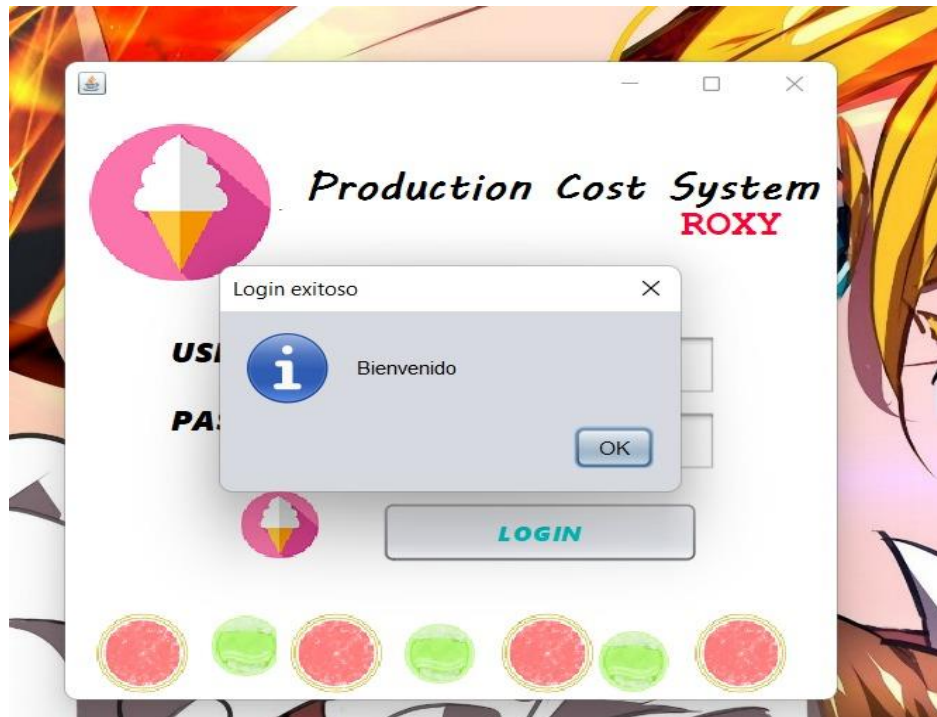 Production Cost System
ROXY
Login exitoso
Bienvenido
OK
LOGIN